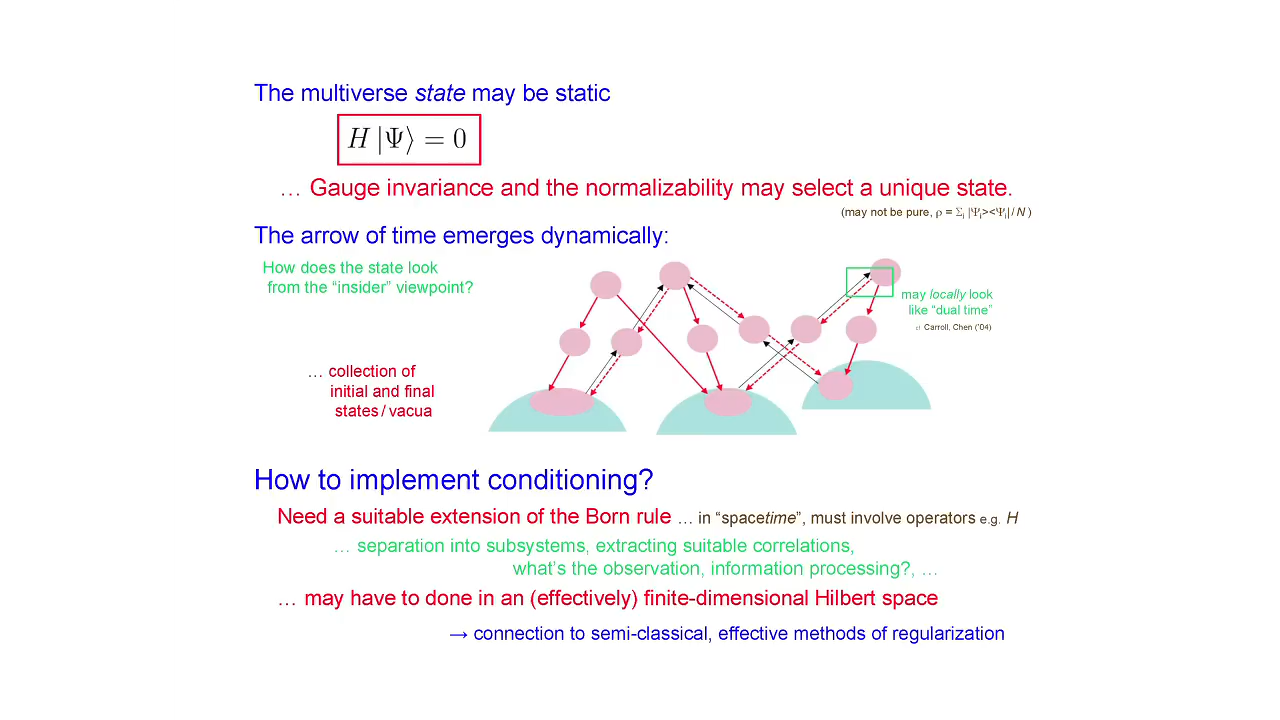 The multiverse state may be static
H |Ψ⟩ = 0
… Gauge invariance and the normalizability may select a unique state.
(may not be pure, ρ = Σᵢ |Ψᵢ><Ψᵢ| / N )
The arrow of time emerges dynamically:
How does the state look
from the “insider” viewpoint?
may locally look
like “dual time”
cf Carroll, Chen (’04)
… collection of
initial and final
states / vacua
How to implement conditioning?
Need a suitable extension of the Born rule … in “spacetime”, must involve operators e.g. H
… separation into subsystems, extracting suitable correlations,
what’s the observation, information processing?, …
… may have to done in an (effectively) finite-dimensional Hilbert space
→ connection to semi-classical, effective methods of regularization